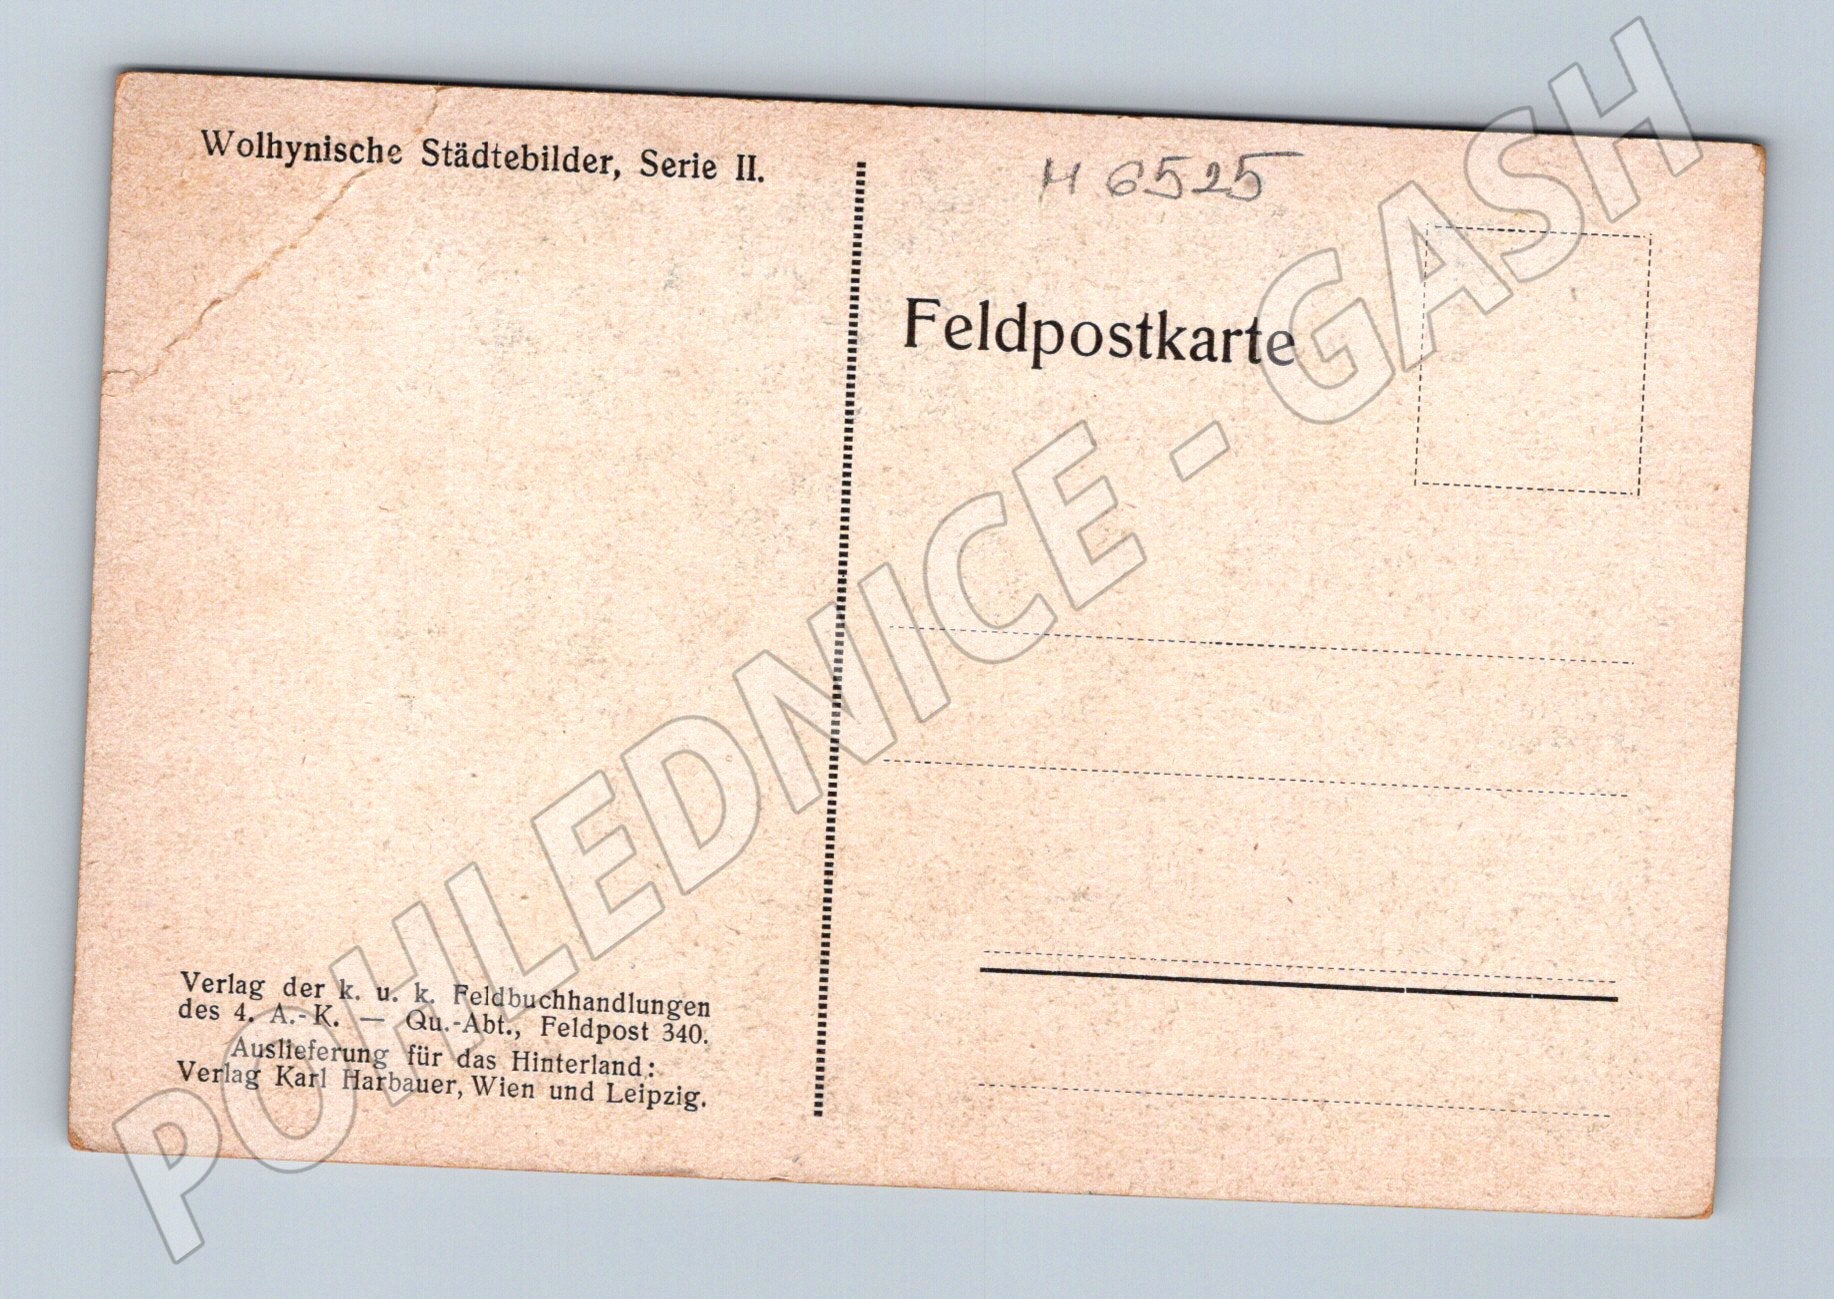 Wolhynische Städtebilder, Serie II.
H 6525
Feldpostkarte
Verlag der k. u. k. Feldbuchhandlungen
des 4. A.-K. — Qu.-Abt., Feldpost 340.
Auslieferung für das Hinterland:
Verlag Karl Harbauer, Wien und Leipzig.
POHLEDNICE - GASH